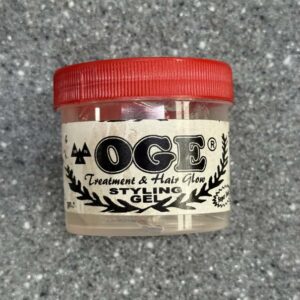 OGE®
Treatment & Hair Glow
STYLING
GEL